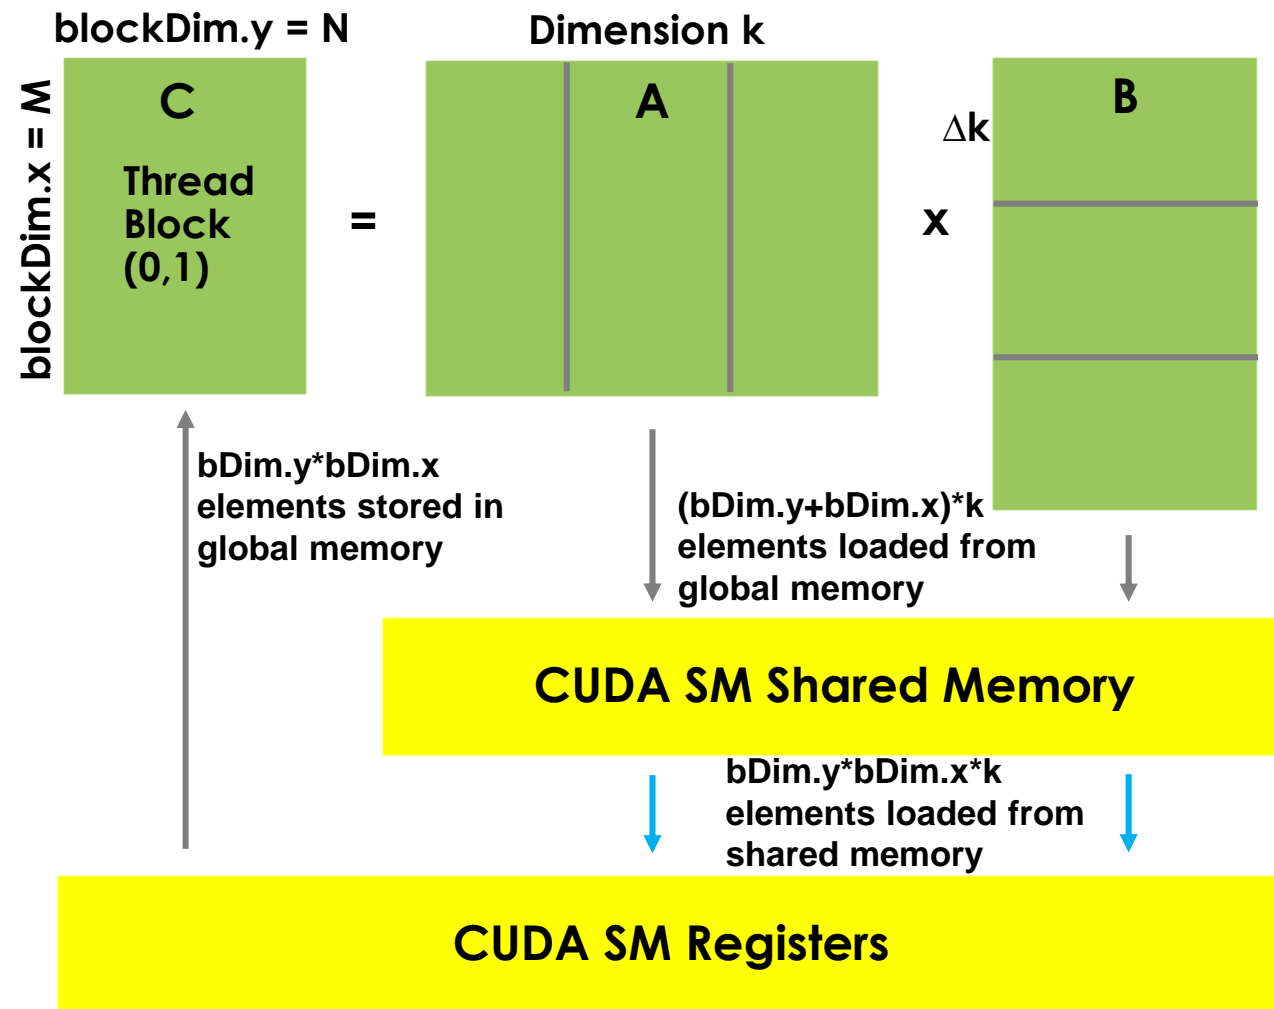 blockDim.y = N
Dimension k
blockDim.x = M
C
Thread
Block
(0,1)
=
A
x
Δk
B
bDim.y*bDim.x
elements stored in
global memory
(bDim.y+bDim.x)*k
elements loaded from
global memory
CUDA SM Shared Memory
bDim.y*bDim.x*k
elements loaded from
shared memory
CUDA SM Registers